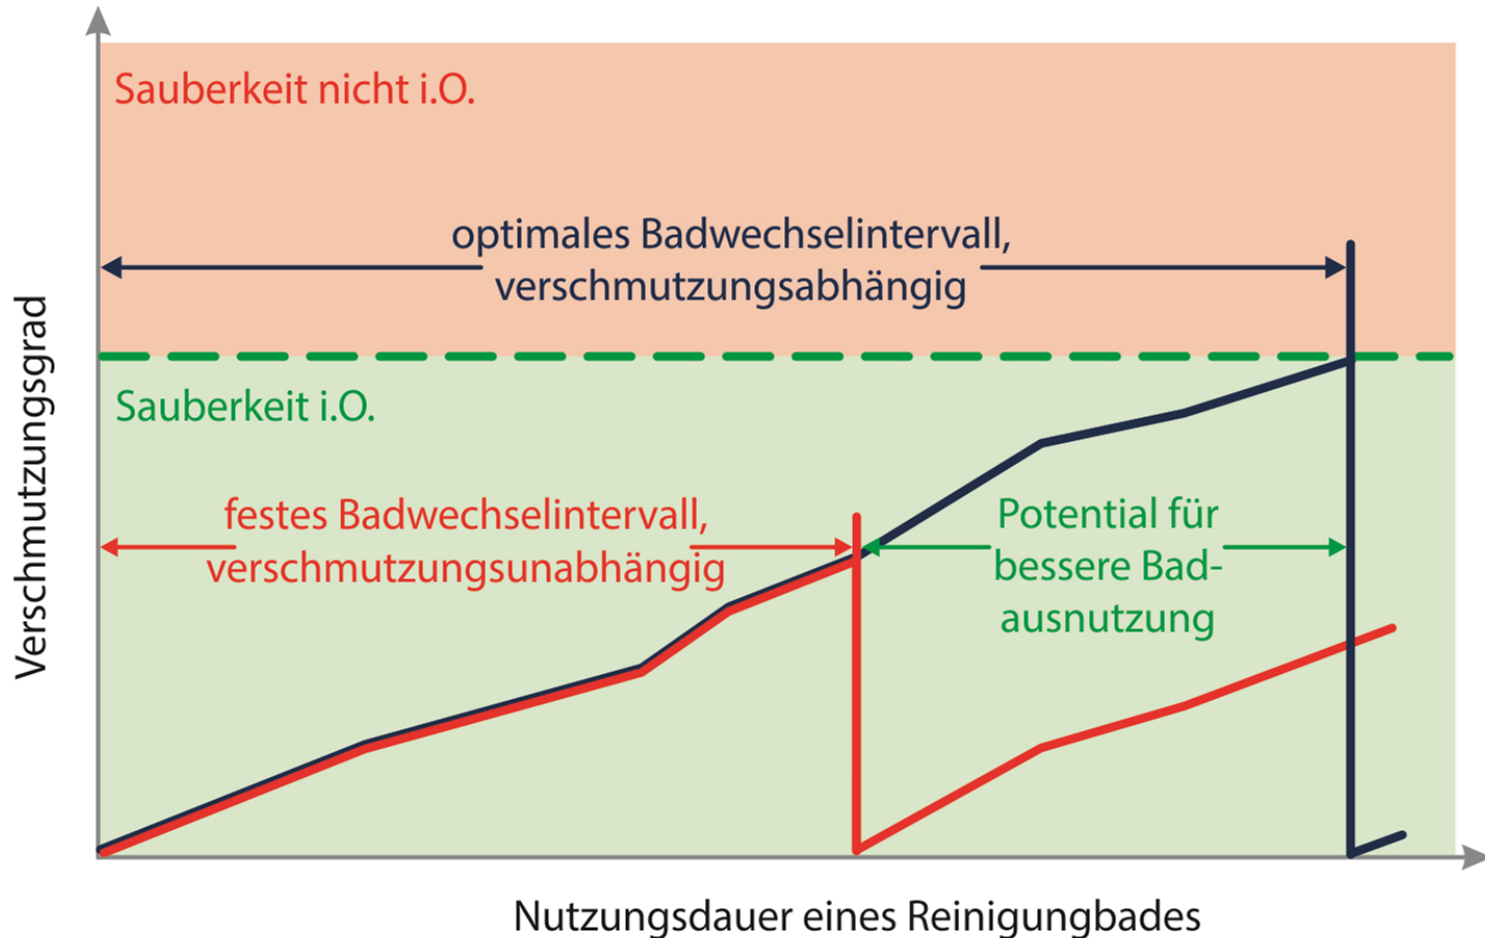 Sauberkeit nicht i.O.
optimales Badwechselintervall,
verschmutzungsabhängig
Sauberkeit i.O.
festes Badwechselintervall,
verschmutzungsunabhängig
Potential für
bessere Bad-
ausnutzung
Verschmutzungsgrad
Nutzungsdauer eines Reinigungbades